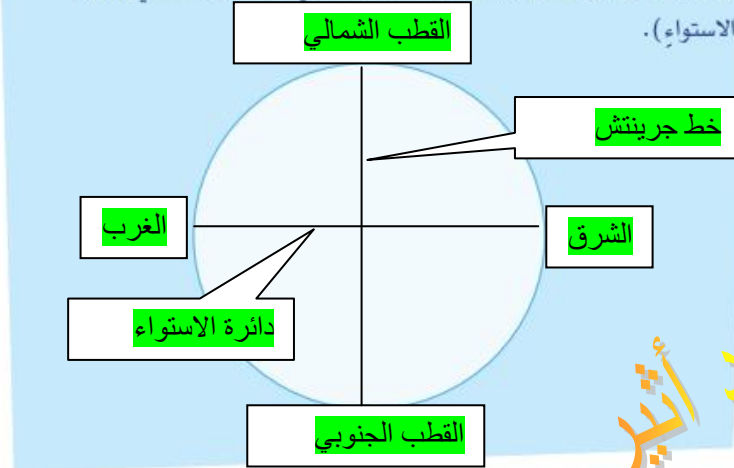 القطب الشمالي
الاستواءِ).
خط جرينتش
الغرب
الشرق
دائرة الاستواء
القطب الجنوبي